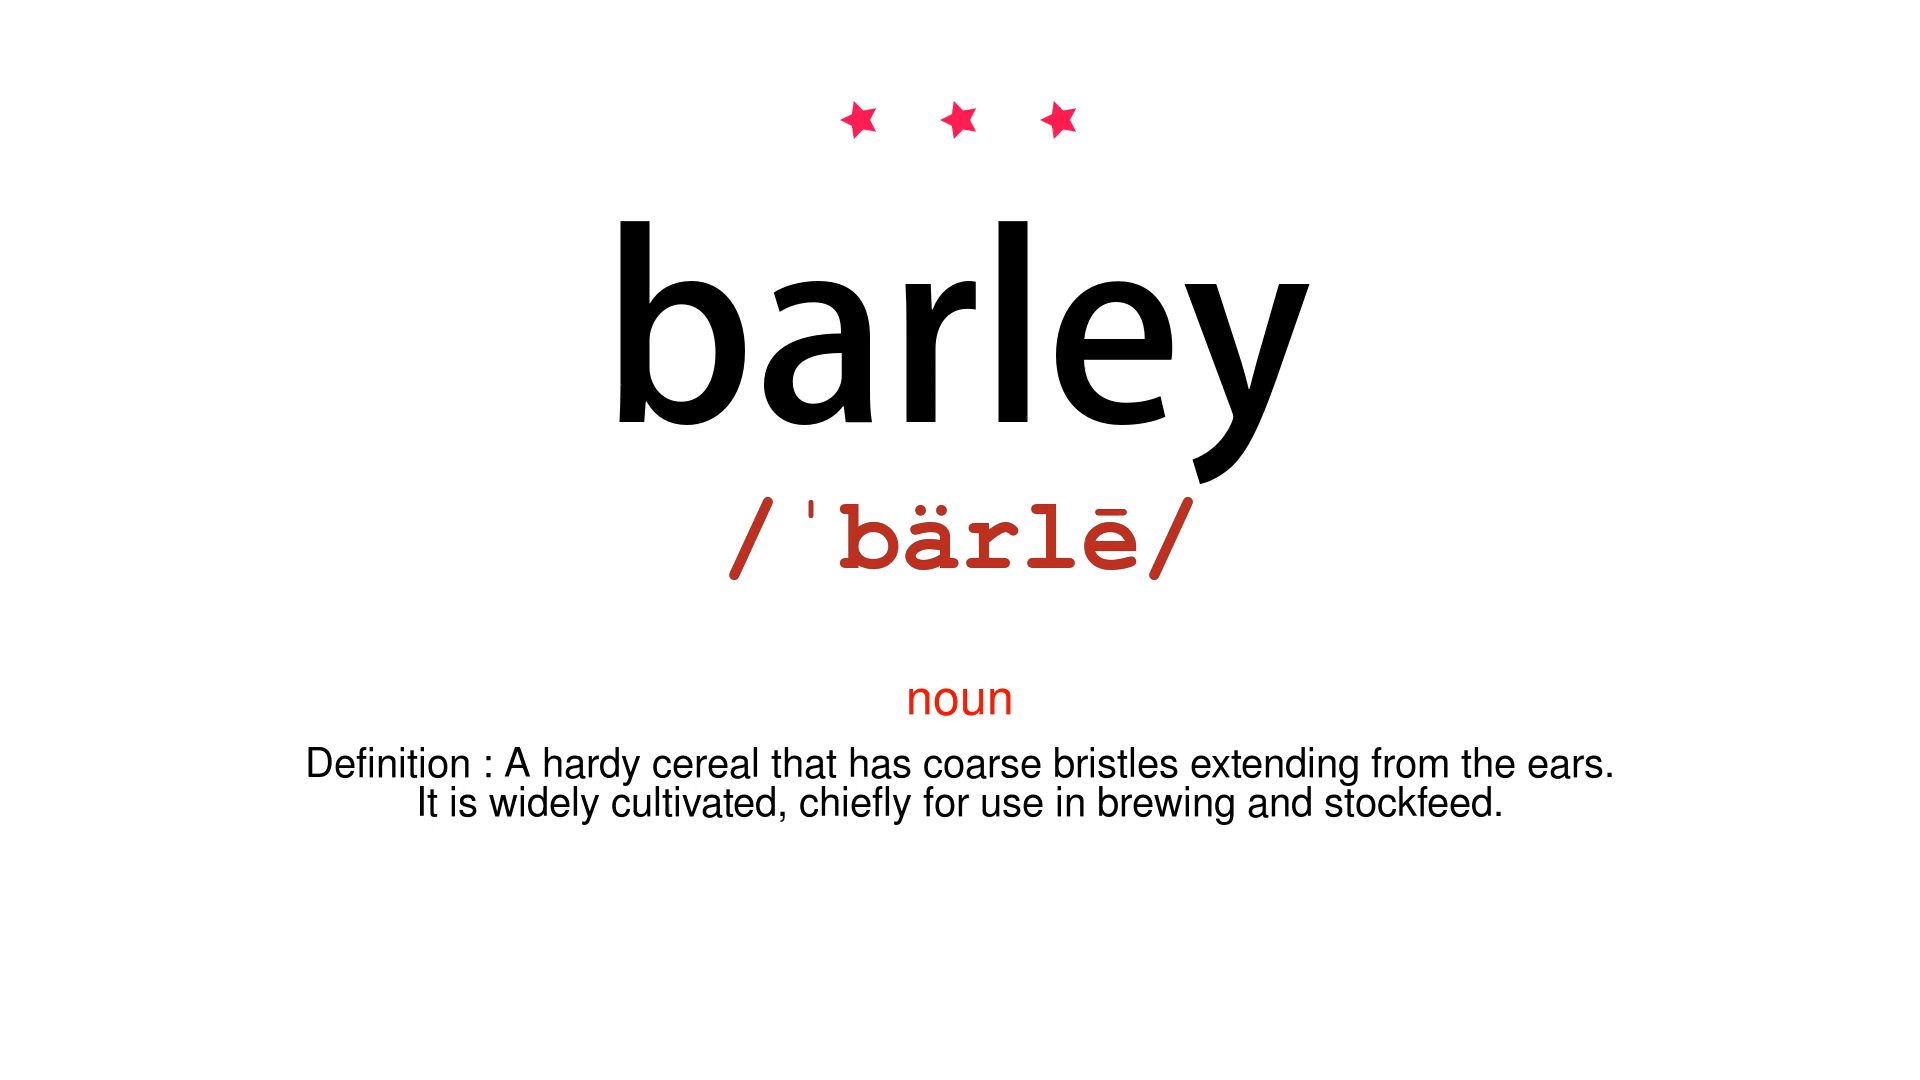 barley
/ˈbärlē/
noun
Definition : A hardy cereal that has coarse bristles extending from the ears.
It is widely cultivated, chiefly for use in brewing and stockfeed.